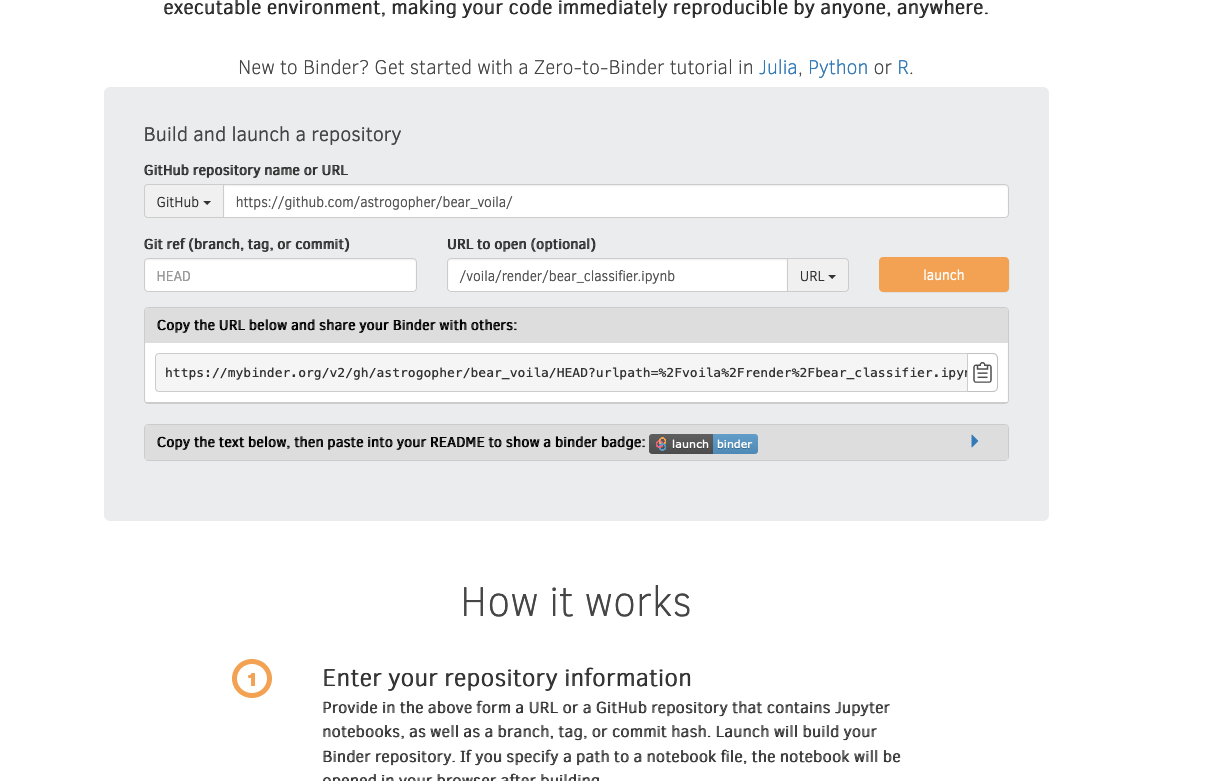 executable environment, making your code immediately reproducible by anyone, anywhere.
New to Binder? Get started with a Zero-to-Binder tutorial in Julia, Python or R.
Build and launch a repository
GitHub repository name or URL
GitHub
https://github.com/astrogopher/bear_voila/
Git ref (branch, tag, or commit)
URL to open (optional)
HEAD
/voila/render/bear_classifier.ipynb
URL
launch
Copy the URL below and share your Binder with others:
https://mybinder.org/v2/gh/astrogopher/bear_voila/HEAD?urlpath=%2Fvoila%2Frender%2Fbear_classifier.ipyn
Copy the text below, then paste into your README to show a binder badge: launch binder
How it works
1
Enter your repository information
Provide in the above form a URL or a GitHub repository that contains Jupyter
notebooks, as well as a branch, tag, or commit hash. Launch will build your
Binder repository. If you specify a path to a notebook file, the notebook will be
opened in your browser after building.